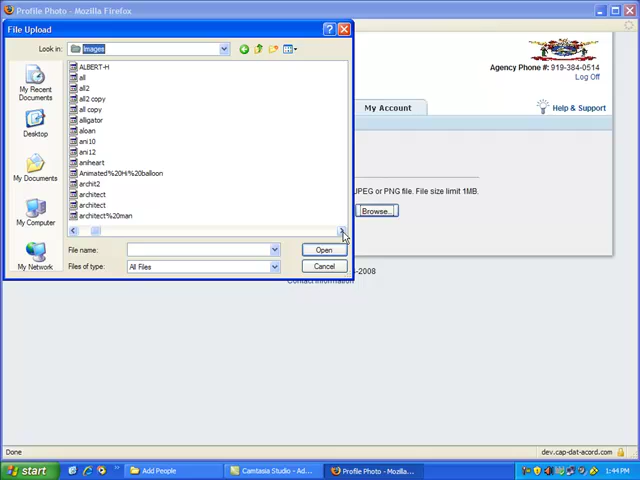 Profile Photo - Mozilla Firefox
File Upload
Look in:
Images
My Recent
Documents
Desktop
My Documents
My Computer
My Network
ALBERT-H
all
all2
all2 copy
all copy
alligator
aloan
ani10
ani12
aniheart
Animated%20Hi%20balloon
archit2
architect
architect
architect%20man
File name:
Open
Files of type:
All Files
Cancel
Agency Phone #: 919-384-0514
Log Off
My Account
Help & Support
JPEG or PNG file. File size limit 1MB.
Browse...
-2008
Contact Information
Done
dev.cap-dat-acord.com
start
Add People
Camtasia Studio - Ad...
Profile Photo - Mozilla...
1:44 PM